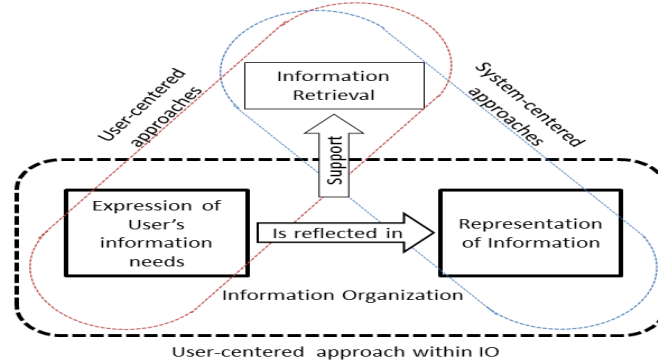 Information
Retrieval
User-centered
approaches
System-centered
approaches
Support
Expression of
User's
information
needs
Is reflected in
Representation
of Information
Information Organization
User-centered approach within IO